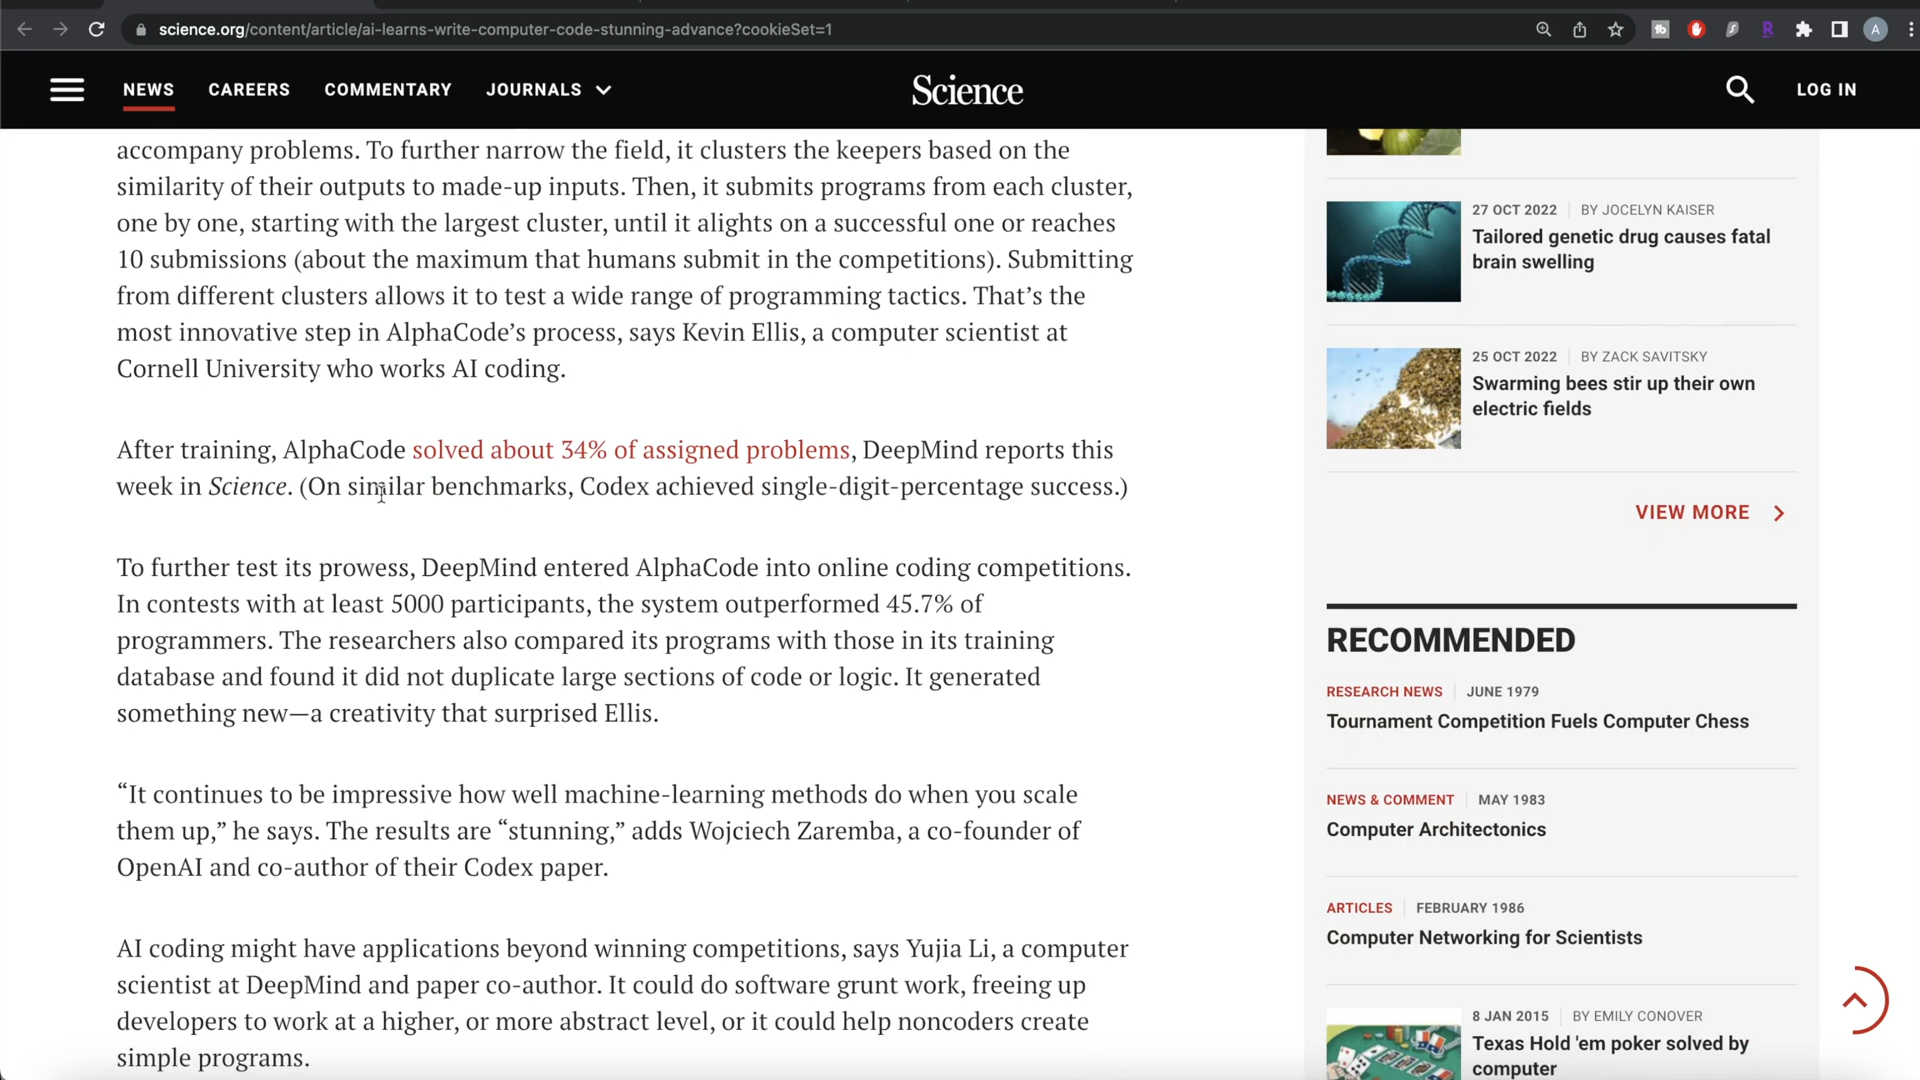 science.org/content/article/ai-learns-write-computer-code-stunning-advance?cookieSet=1
A
NEWS
CAREERS
COMMENTARY
JOURNALS
Science
LOG IN
accompany problems. To further narrow the field, it clusters the keepers based on the
similarity of their outputs to made-up inputs. Then, it submits programs from each cluster,
one by one, starting with the largest cluster, until it alights on a successful one or reaches
10 submissions (about the maximum that humans submit in the competitions). Submitting
from different clusters allows it to test a wide range of programming tactics. That’s the
most innovative step in AlphaCode’s process, says Kevin Ellis, a computer scientist at
Cornell University who works AI coding.
After training, AlphaCode solved about 34% of assigned problems, DeepMind reports this
week in Science. (On similar benchmarks, Codex achieved single-digit-percentage success.)
To further test its prowess, DeepMind entered AlphaCode into online coding competitions.
In contests with at least 5000 participants, the system outperformed 45.7% of
programmers. The researchers also compared its programs with those in its training
database and found it did not duplicate large sections of code or logic. It generated
something new—a creativity that surprised Ellis.
“It continues to be impressive how well machine-learning methods do when you scale
them up,” he says. The results are “stunning,” adds Wojciech Zaremba, a co-founder of
OpenAI and co-author of their Codex paper.
AI coding might have applications beyond winning competitions, says Yujia Li, a computer
scientist at DeepMind and paper co-author. It could do software grunt work, freeing up
developers to work at a higher, or more abstract level, or it could help noncoders create
simple programs.
27 OCT 2022 BY JOCELYN KAISER
Tailored genetic drug causes fatal
brain swelling
25 OCT 2022 BY ZACK SAVITSKY
Swarming bees stir up their own
electric fields
VIEW MORE
RECOMMENDED
RESEARCH NEWS JUNE 1979
Tournament Competition Fuels Computer Chess
NEWS & COMMENT MAY 1983
Computer Architectonics
ARTICLES FEBRUARY 1986
Computer Networking for Scientists
8 JAN 2015 BY EMILY CONOVER
Texas Hold 'em poker solved by
computer